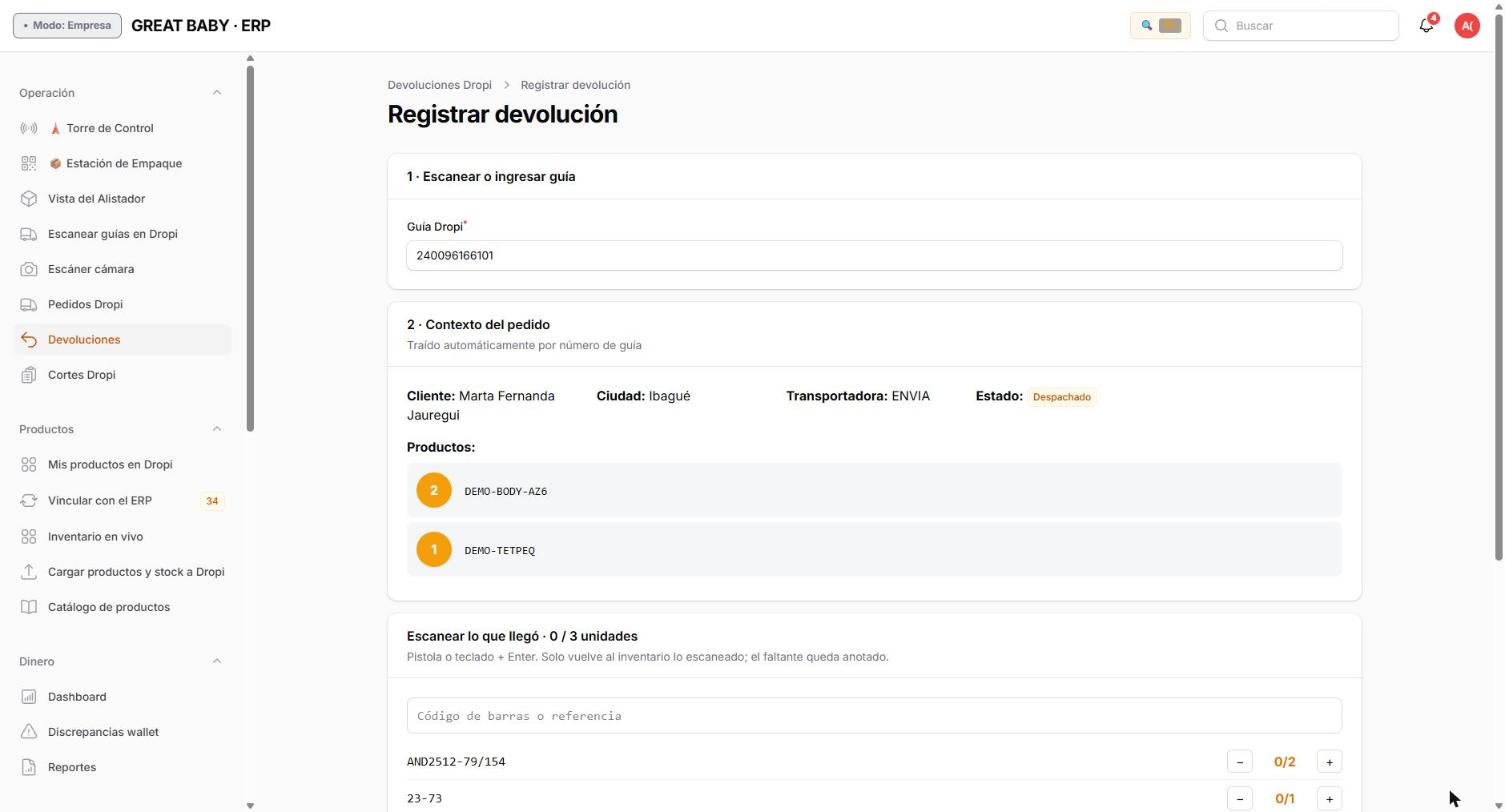 • Modo: Empresa
GREAT BABY · ERP
Buscar
4
A(
Operación
Torre de Control
Estación de Empaque
Vista del Alistador
Escanear guías en Dropi
Escáner cámara
Pedidos Dropi
Devoluciones
Cortes Dropi
Productos
Mis productos en Dropi
Vincular con el ERP 34
Inventario en vivo
Cargar productos y stock a Dropi
Catálogo de productos
Dinero
Dashboard
Discrepancias wallet
Reportes
Devoluciones Dropi > Registrar devolución
Registrar devolución
1 · Escanear o ingresar guía
Guía Dropi*
240096166101
2 · Contexto del pedido
Traído automáticamente por número de guía
Cliente: Marta Fernanda
Jauregui
Ciudad: Ibagué
Transportadora: ENVIA
Estado: Despachado
Productos:
2 DEMO-BODY-AZ6
1 DEMO-TETPEQ
Escanear lo que llegó · 0 / 3 unidades
Pistola o teclado + Enter. Solo vuelve al inventario lo escaneado; el faltante queda anotado.
Código de barras o referencia
AND2512-79/154 – 0/2 +
23-73 – 0/1 +